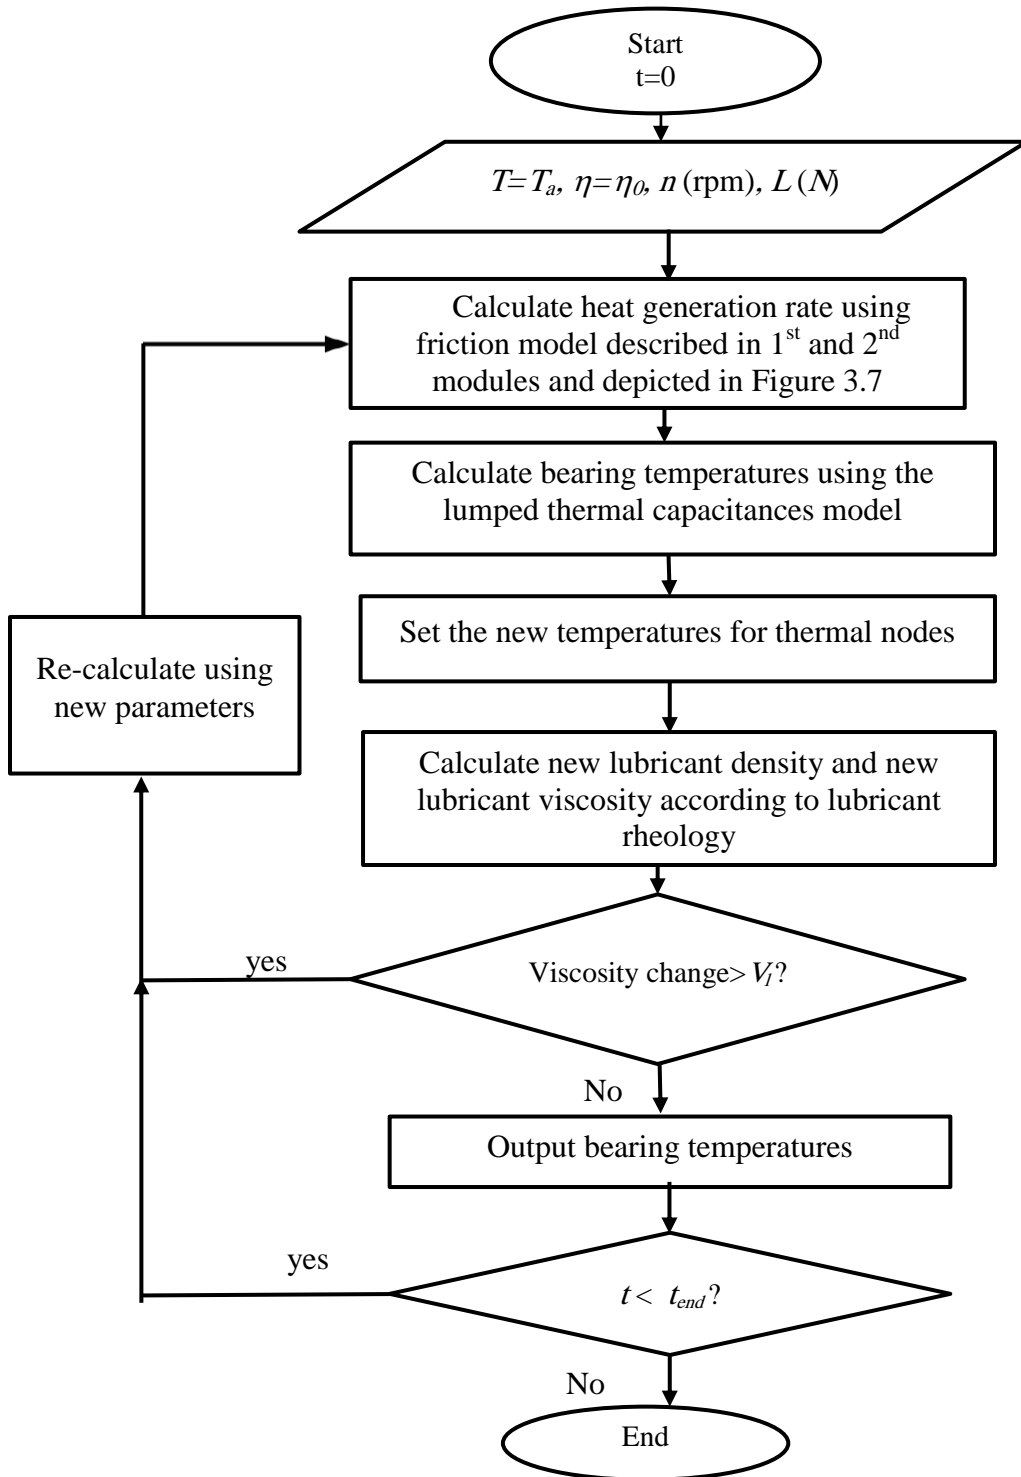 Start
t=0
T=Tₐ, η=η₀, n (rpm), L (N)
Calculate heat generation rate using
friction model described in 1st and 2nd
modules and depicted in Figure 3.7
Calculate bearing temperatures using the
lumped thermal capacitances model
Set the new temperatures for thermal nodes
Re-calculate using
new parameters
Calculate new lubricant density and new
lubricant viscosity according to lubricant
rheology
yes
Viscosity change> V₁?
No
Output bearing temperatures
yes
t < t_end?
No
End